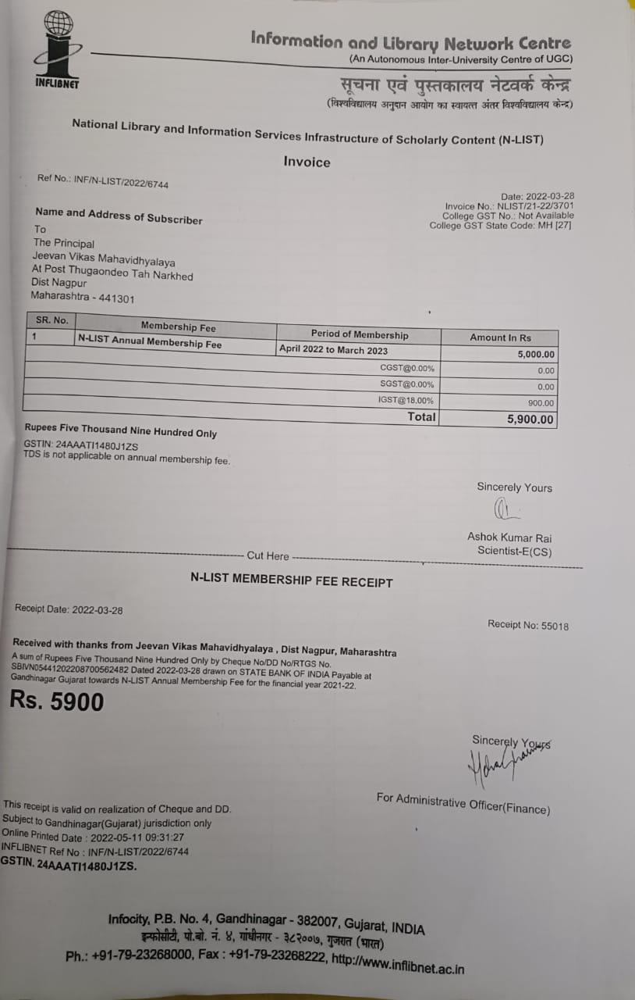 INFLIBNET
Information and Library Network Centre
(An Autonomous Inter-University Centre of UGC)
सूचना एवं पुस्तकालय नेटवर्क केन्द्र
(विश्वविद्यालय अनुदान आयोग का स्वायत्त अंतर विश्वविद्यालय केन्द्र)
National Library and Information Services Infrastructure of Scholarly Content (N-LIST)
Invoice
Ref No.: INF/N-LIST/2022/6744
Date: 2022-03-28
Invoice No.: NLIST/21-22/3701
College GST No.: Not Available
College GST State Code: MH [27]
Name and Address of Subscriber
To
The Principal
Jeevan Vikas Mahavidhyalaya
At Post Thugaondeo Tah Narkhed
Dist Nagpur
Maharashtra - 441301
SR. No. Membership Fee Period of Membership Amount In Rs
1 N-LIST Annual Membership Fee April 2022 to March 2023 5,000.00
CGST@0.00% 0.00
SGST@0.00% 0.00
IGST@18.00% 900.00
Total 5,900.00
Rupees Five Thousand Nine Hundred Only
GSTIN: 24AAATI1480J1ZS
TDS is not applicable on annual membership fee.
Sincerely Yours
Ashok Kumar Rai
Scientist-E(CS)
Cut Here
N-LIST MEMBERSHIP FEE RECEIPT
Receipt Date: 2022-03-28
Receipt No: 55018
Received with thanks from Jeevan Vikas Mahavidhyalaya , Dist Nagpur, Maharashtra
A sum of Rupees Five Thousand Nine Hundred Only by Cheque No/DD No/RTGS No.
SBIVN05441202208700562482 Dated 2022-03-28 drawn on STATE BANK OF INDIA Payable at
Gandhinagar Gujarat towards N-LIST Annual Membership Fee for the financial year 2021-22.
Rs. 5900
Sincerely Yours
For Administrative Officer(Finance)
This receipt is valid on realization of Cheque and DD.
Subject to Gandhinagar(Gujarat) jurisdiction only
Online Printed Date : 2022-05-11 09:31:27
INFLIBNET Ref No : INF/N-LIST/2022/6744
GSTIN. 24AAATI1480J1ZS.
Infocity, P.B. No. 4, Gandhinagar - 382007, Gujarat, INDIA
इन्फोसीटी, पो.बो. नं. ४, गांधीनगर - ३८२००७, गुजरात (भारत)
Ph.: +91-79-23268000, Fax : +91-79-23268222, http://www.inflibnet.ac.in